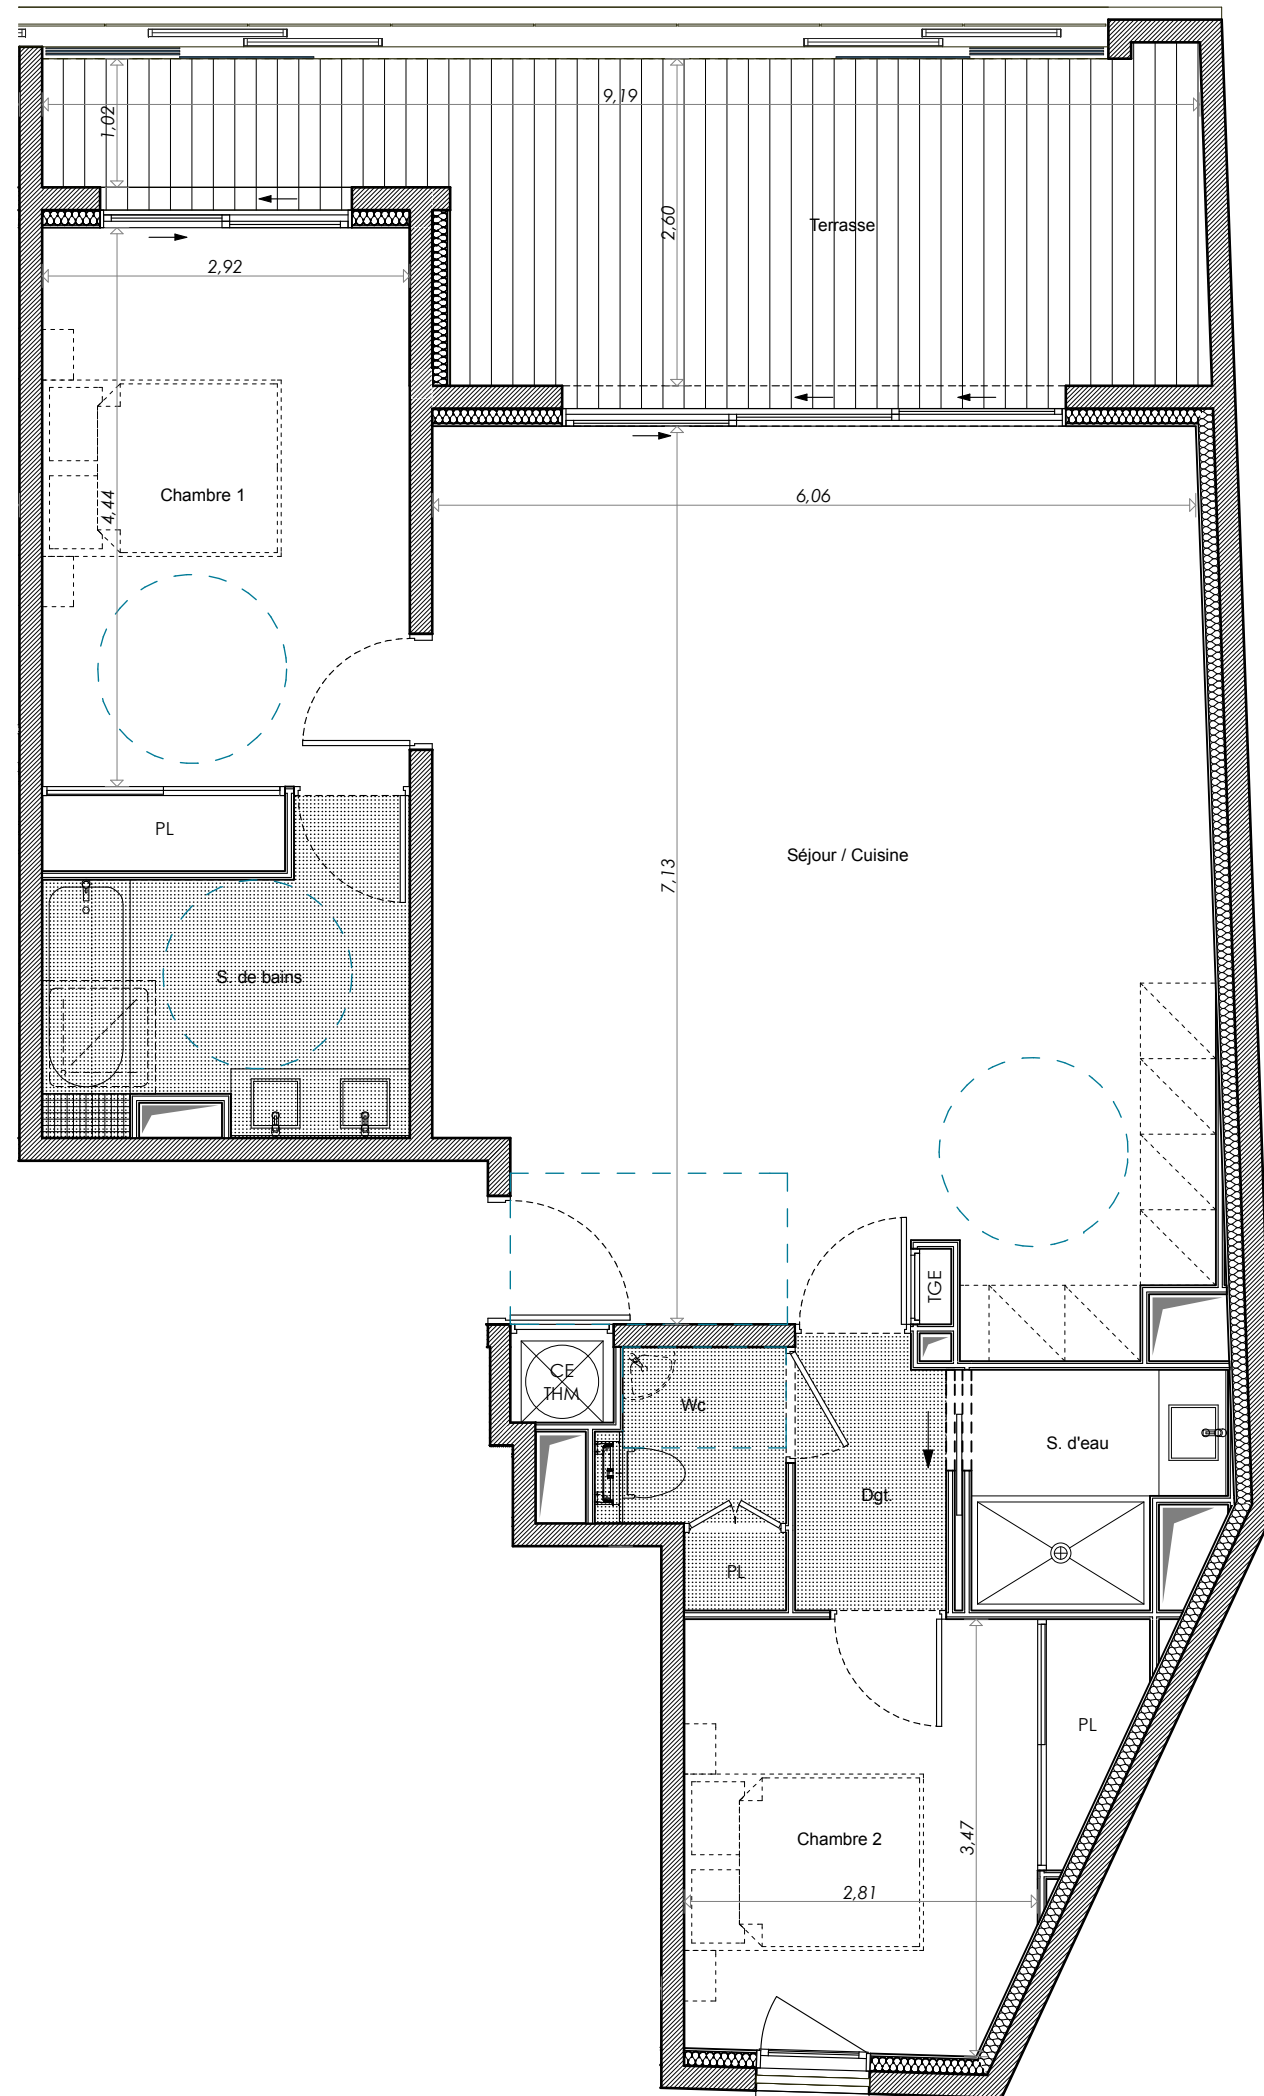 9,19
1,02
2,60
Terrasse
2,92
Chambre 1
4,44
6,06
PL
Séjour / Cuisine
7,13
S. de bains
TGE
CE
THM
Wc
S. d'eau
Dgt.
PL
PL
Chambre 2
3,47
2,81